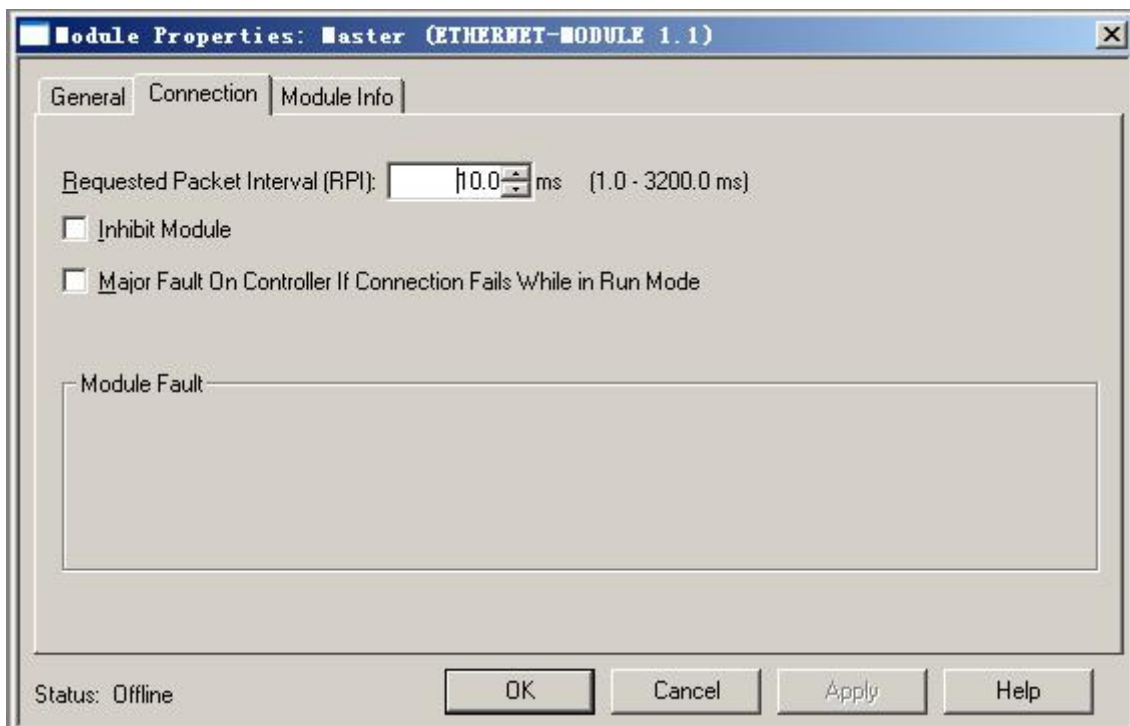 Module Properties: Master (ETHERNET-MODULE 1.1)
General Connection Module Info
Requested Packet Interval (RPI): 10.0 ms (1.0 - 3200.0 ms)
Inhibit Module
Major Fault On Controller If Connection Fails While in Run Mode
Module Fault
Status: Offline OK Cancel Apply Help